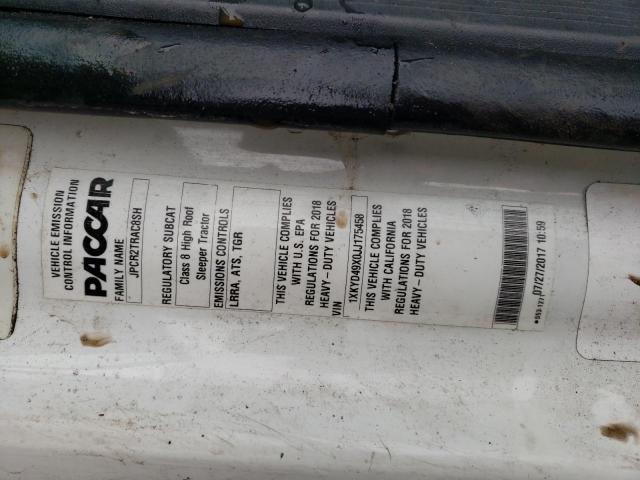 VEHICLE EMISSION
CONTROL INFORMATION
PACCAR
FAMILY NAME
JPCR2TRAC8SH
REGULATORY SUBCAT
Class 8 High Roof
Sleeper Tractor
EMISSIONS CONTROLS
LRRA, ATS, TGR
THIS VEHICLE COMPLIES
WITH U.S. EPA
REGULATIONS FOR 2018
HEAVY-DUTY VEHICLES
VIN
1XKYD49X0JJ175458
THIS VEHICLE COMPLIES
WITH CALIFORNIA
REGULATIONS FOR 2018
HEAVY-DUTY VEHICLES
07/27/2017 10:59